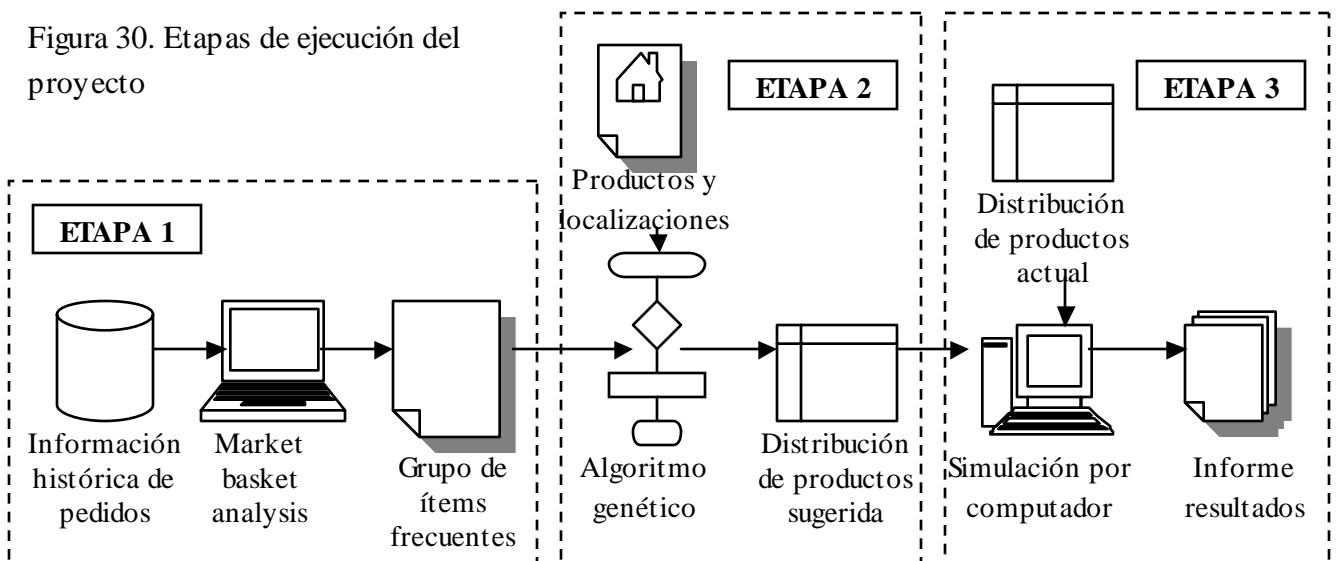 Figura 30. Etapas de ejecución del
proyecto
ETAPA 1
Información
histórica de
pedidos
Market
basket
analysis
Grupo de
ítems
frecuentes
ETAPA 2
Productos y
localizaciones
Algoritmo
genético
Distribución
de productos
sugerida
ETAPA 3
Distribución
de productos
actual
Simulación por
computador
Informe
resultados